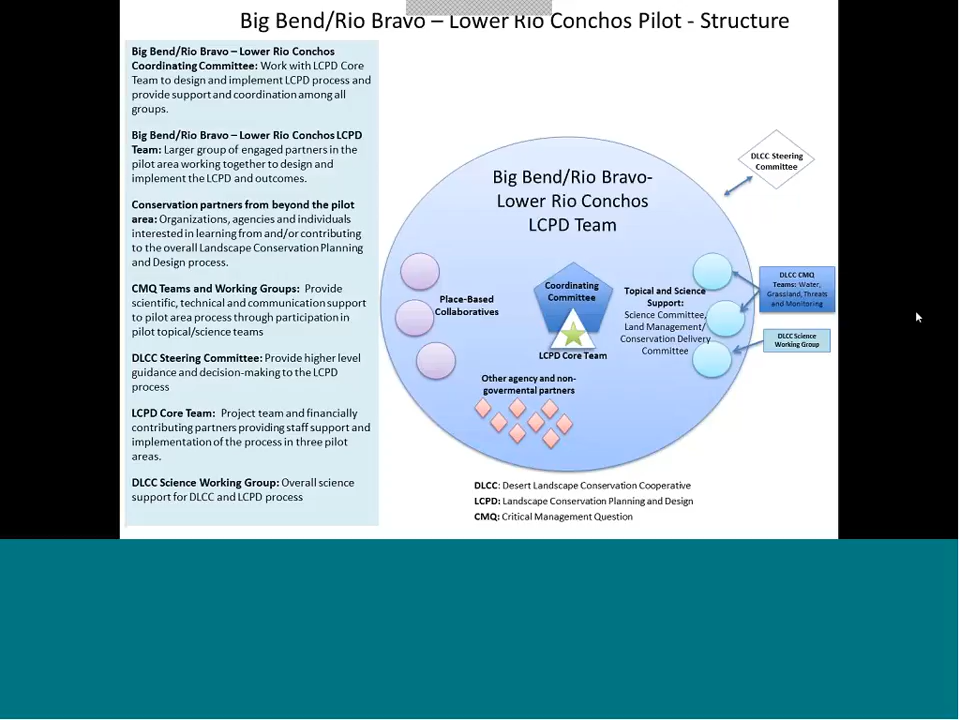 Big Bend/Rio Bravo – Lower Rio Conchos Pilot - Structure
Big Bend/Rio Bravo – Lower Rio Conchos
Coordinating Committee: Work with LCPD Core
Team to design and implement LCPD process and
provide support and coordination among all
groups.
Big Bend/Rio Bravo – Lower Rio Conchos LCPD
Team: Larger group of engaged partners in the
pilot area working together to design and
implement the LCPD and outcomes.
Conservation partners from beyond the pilot
area: Organizations, agencies and individuals
interested in learning from and/or contributing
to the overall Landscape Conservation Planning
and Design process.
CMQ Teams and Working Groups: Provide
scientific, technical and communication support
to pilot area process through participation in
pilot topical/science teams
DLCC Steering Committee: Provide higher level
guidance and decision-making to the LCPD
process
LCPD Core Team: Project team and financially
contributing partners providing staff support and
implementation of the process in three pilot
areas.
DLCC Science Working Group: Overall science
support for DLCC and LCPD process
Big Bend/Rio Bravo-
Lower Rio Conchos
LCPD Team
Place-Based
Collaboratives
Coordinating
Committee
LCPD Core Team
Topical and Science
Support:
Science Committee,
Land Management/
Conservation Delivery
Committee
Other agency and non-
govermental partners
DLCC Steering
Committee
DLCC CMQ
Teams: Water,
Grassland, Threats
and Monitoring
DLCC Science
Working Group
DLCC: Desert Landscape Conservation Cooperative
LCPD: Landscape Conservation Planning and Design
CMQ: Critical Management Question